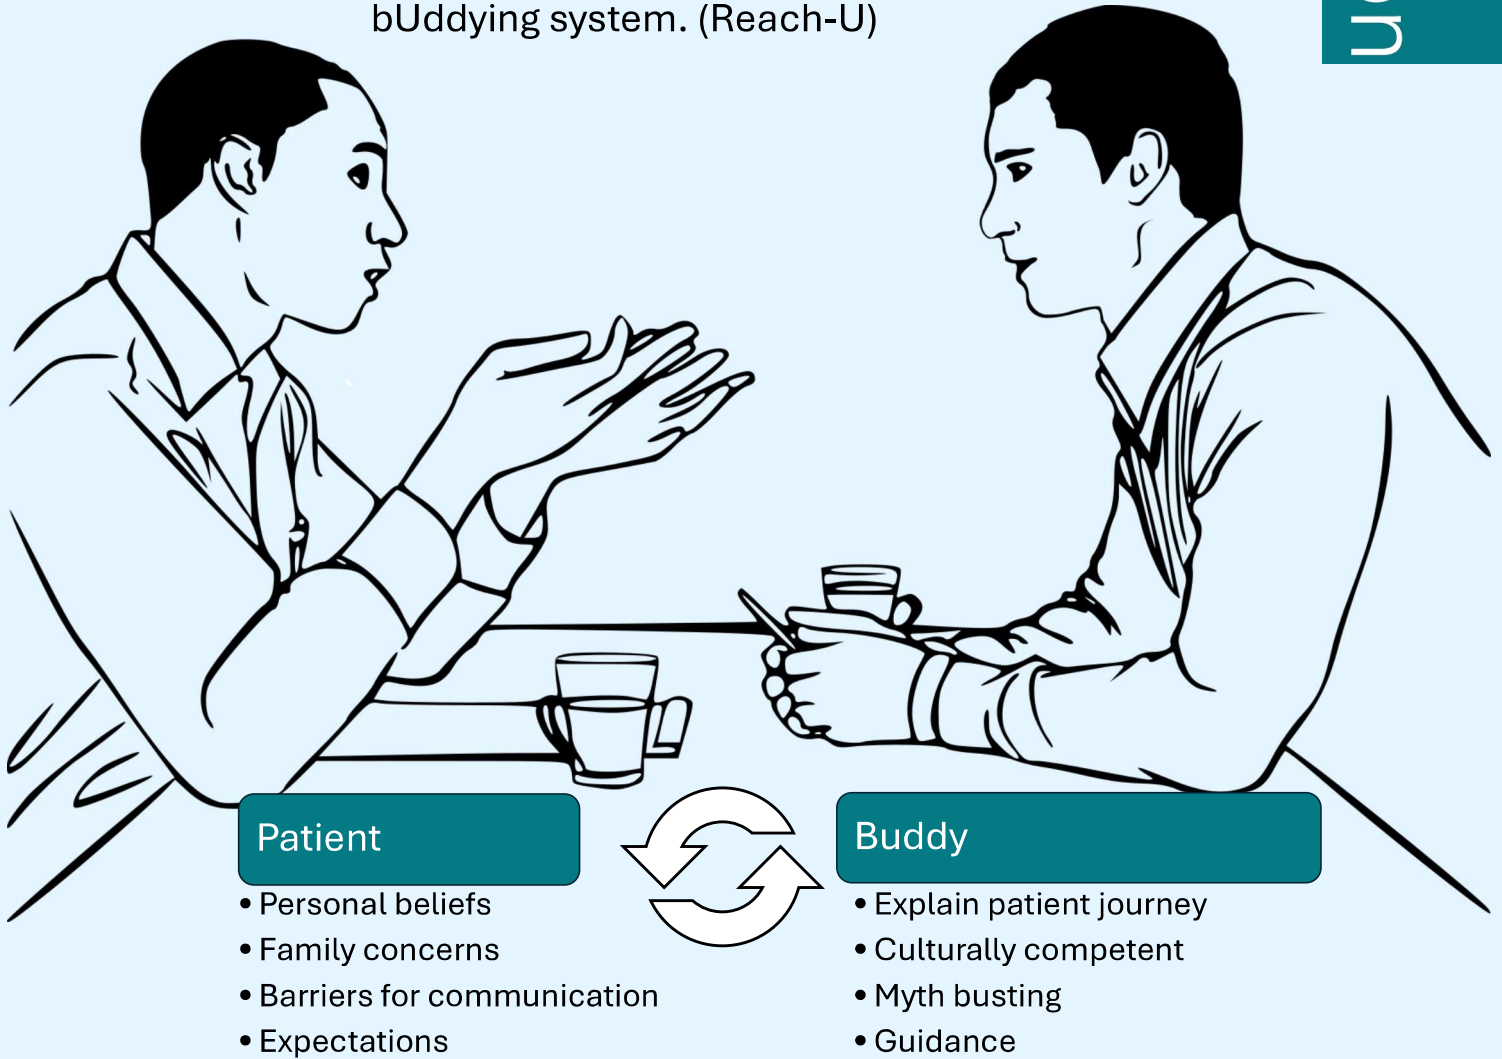 bUddying system. (Reach-U)
Patient
• Personal beliefs
• Family concerns
• Barriers for communication
• Expectations
Buddy
• Explain patient journey
• Culturally competent
• Myth busting
• Guidance